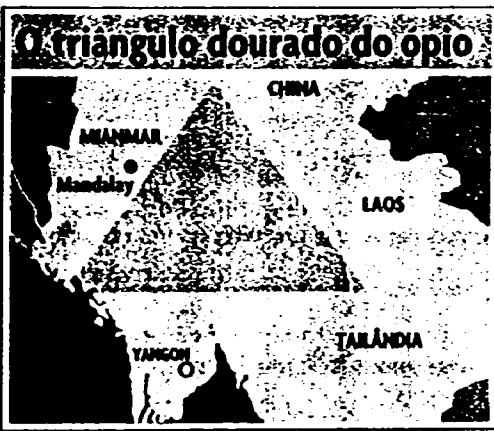 O triângulo dourado do ópio
CHINA
MIANMAR
Mandalay
LAOS
TAILÂNDIA
YANGON